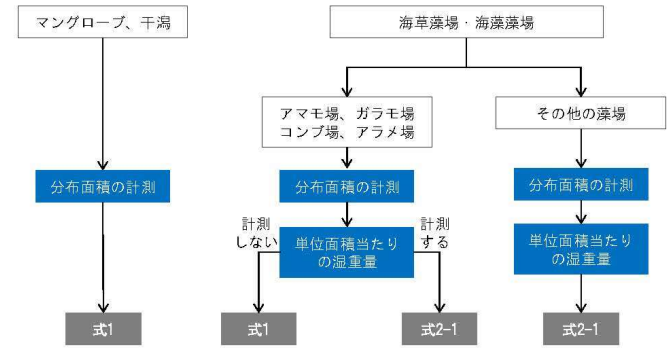 マングローブ、干潟
海草藻場・海藻藻場
アマモ場、ガラモ場
コンブ場、アラメ場
その他の藻場
分布面積の計測
分布面積の計測
分布面積の計測
計測
しない
単位面積当たり
の湿重量
計測
する
単位面積当たり
の湿重量
式1
式1
式2-1
式2-1